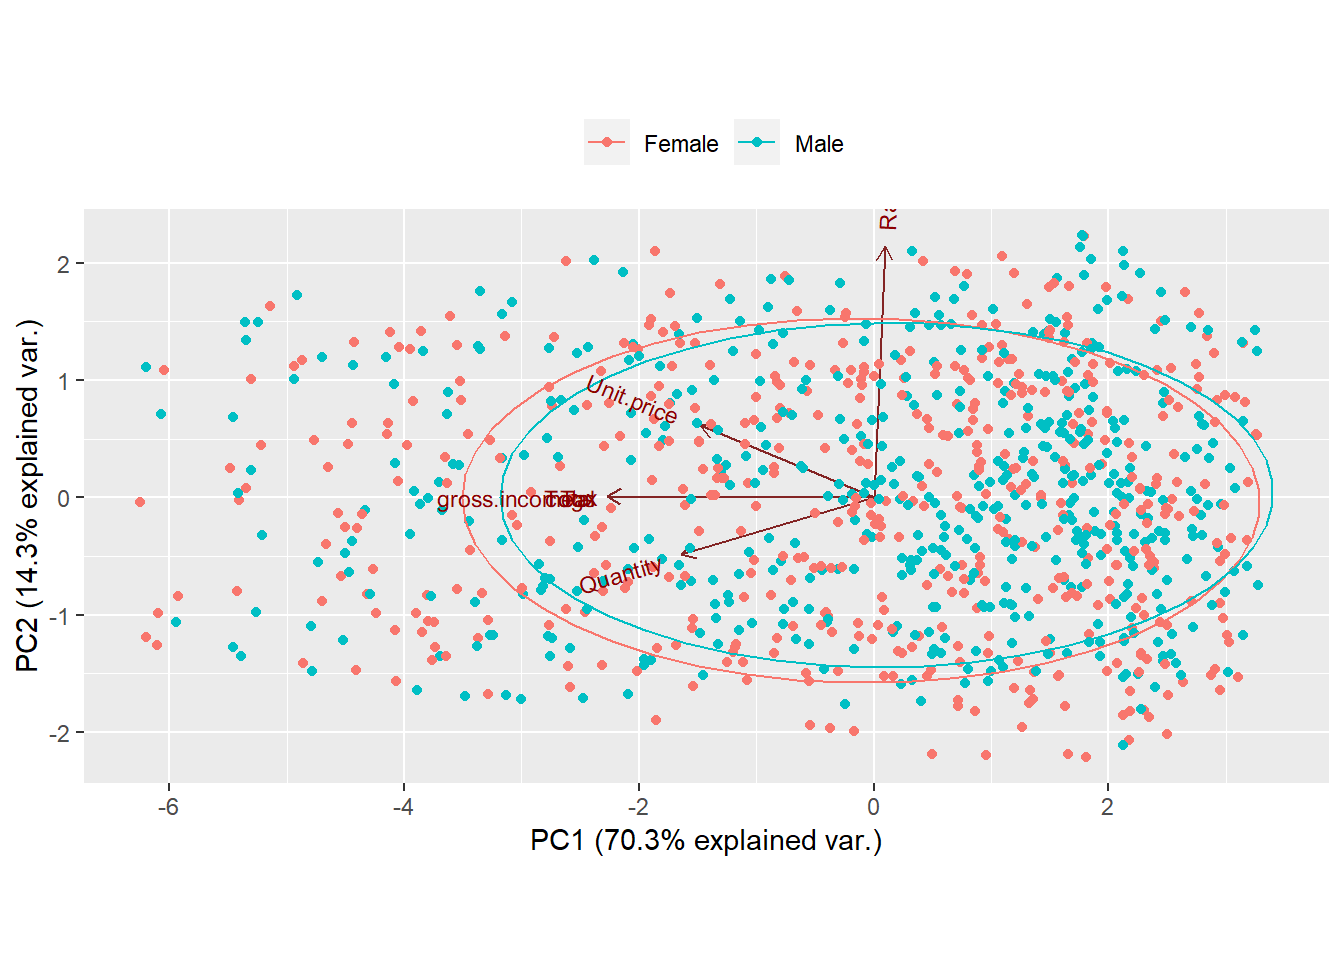 Female Male
PC2 (14.3% explained var.)
2
1
0
-1
-2
Unit.price
gross.income
Quantity
-6 -4 -2 0 2
PC1 (70.3% explained var.)